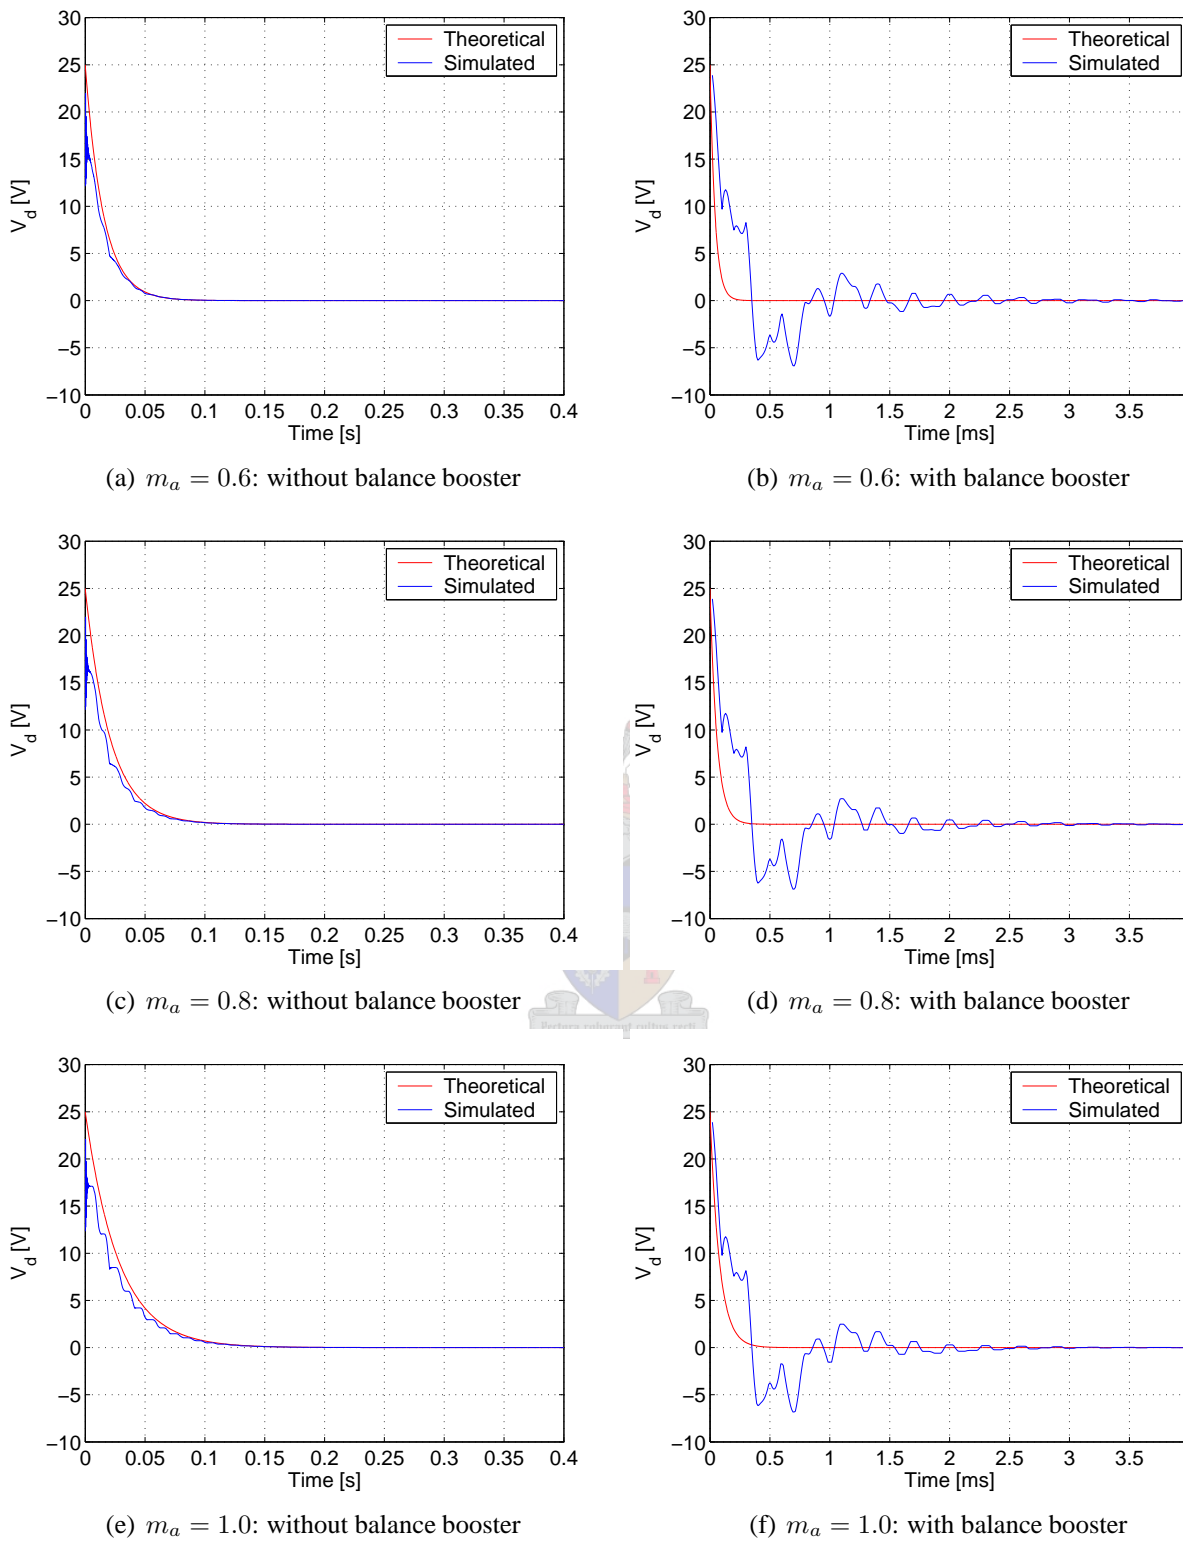 30
25
20
15
10
5
0
−5
−10
V_d [V]
0 0.05 0.1 0.15 0.2 0.25 0.3 0.35 0.4
Time [s]
Theoretical
Simulated
(a) m_a = 0.6: without balance booster
30
25
20
15
10
5
0
−5
−10
V_d [V]
0 0.5 1 1.5 2 2.5 3 3.5
Time [ms]
Theoretical
Simulated
(b) m_a = 0.6: with balance booster
30
25
20
15
10
5
0
−5
−10
V_d [V]
0 0.05 0.1 0.15 0.2 0.25 0.3 0.35 0.4
Time [s]
Theoretical
Simulated
(c) m_a = 0.8: without balance booster
30
25
20
15
10
5
0
−5
−10
V_d [V]
0 0.5 1 1.5 2 2.5 3 3.5
Time [ms]
Theoretical
Simulated
(d) m_a = 0.8: with balance booster
Pectora roborant cultus recti
30
25
20
15
10
5
0
−5
−10
V_d [V]
0 0.05 0.1 0.15 0.2 0.25 0.3 0.35 0.4
Time [s]
Theoretical
Simulated
(e) m_a = 1.0: without balance booster
30
25
20
15
10
5
0
−5
−10
V_d [V]
0 0.5 1 1.5 2 2.5 3 3.5
Time [ms]
Theoretical
Simulated
(f) m_a = 1.0: with balance booster